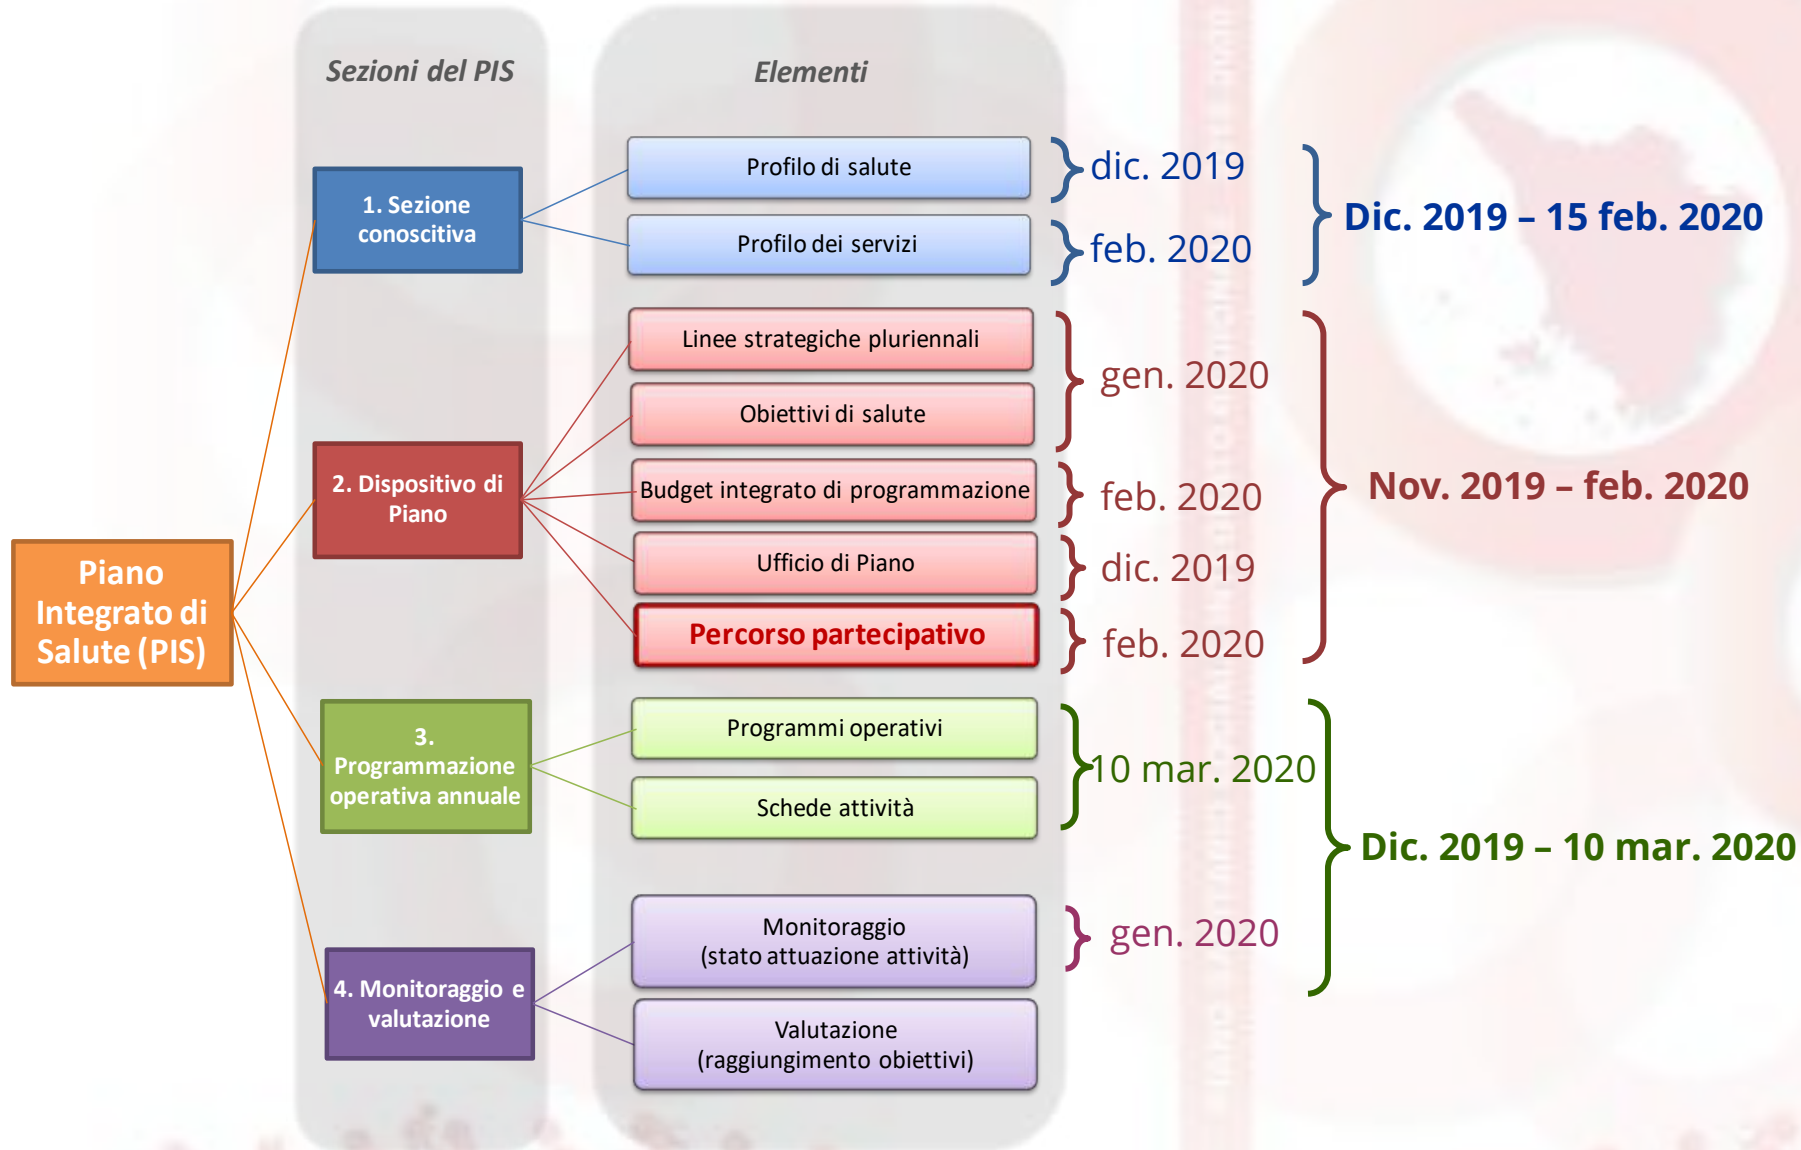 Sezioni del PIS
Elementi
Piano
Integrato di
Salute (PIS)
1. Sezione
conoscitiva
Profilo di salute
dic. 2019
Profilo dei servizi
feb. 2020
Dic. 2019 – 15 feb. 2020
2. Dispositivo di
Piano
Linee strategiche pluriennali
Obiettivi di salute
gen. 2020
Budget integrato di programmazione
feb. 2020
Ufficio di Piano
dic. 2019
Percorso partecipativo
feb. 2020
Nov. 2019 – feb. 2020
3.
Programmazione
operativa annuale
Programmi operativi
Schede attività
10 mar. 2020
4. Monitoraggio e
valutazione
Monitoraggio
(stato attuazione attività)
gen. 2020
Valutazione
(raggiungimento obiettivi)
Dic. 2019 – 10 mar. 2020